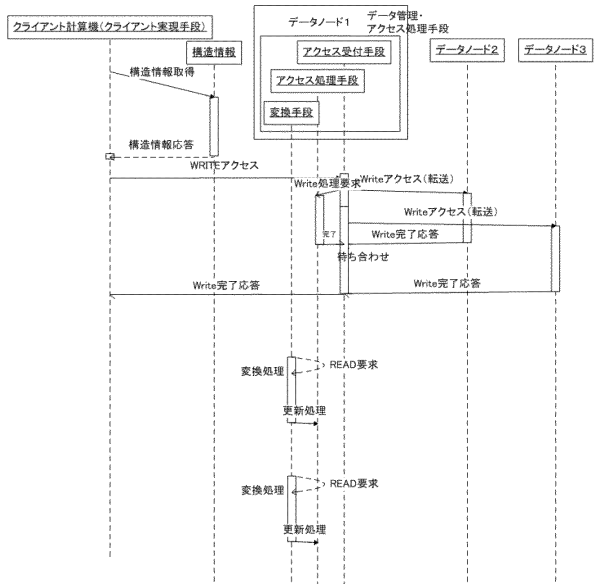 クライアント計算機(クライアント実現手段)
構造情報
データノード1
データ管理・
アクセス処理手段
アクセス受付手段
アクセス処理手段
変換手段
データノード2
データノード3
構造情報取得
構造情報応答
WRITEアクセス
Write処理要求
Writeアクセス(転送)
Writeアクセス(転送)
完了
Write完了応答
待ち合わせ
Write完了応答
Write完了応答
変換処理
READ要求
更新処理
変換処理
READ要求
更新処理